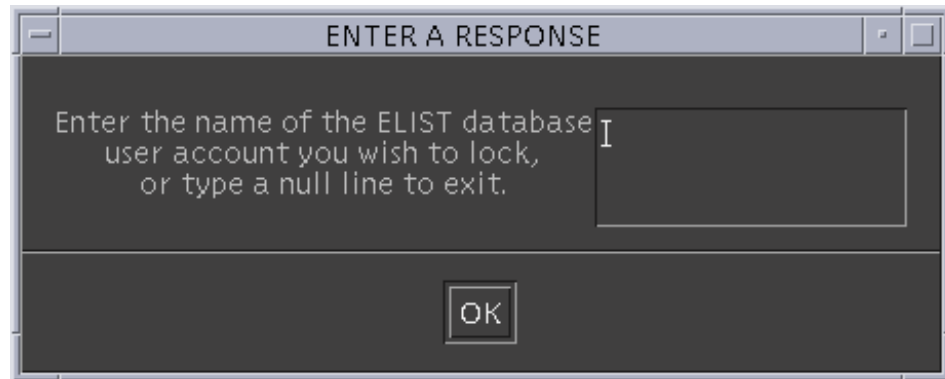 ENTER A RESPONSE
Enter the name of the ELIST database
user account you wish to lock,
or type a null line to exit.
OK